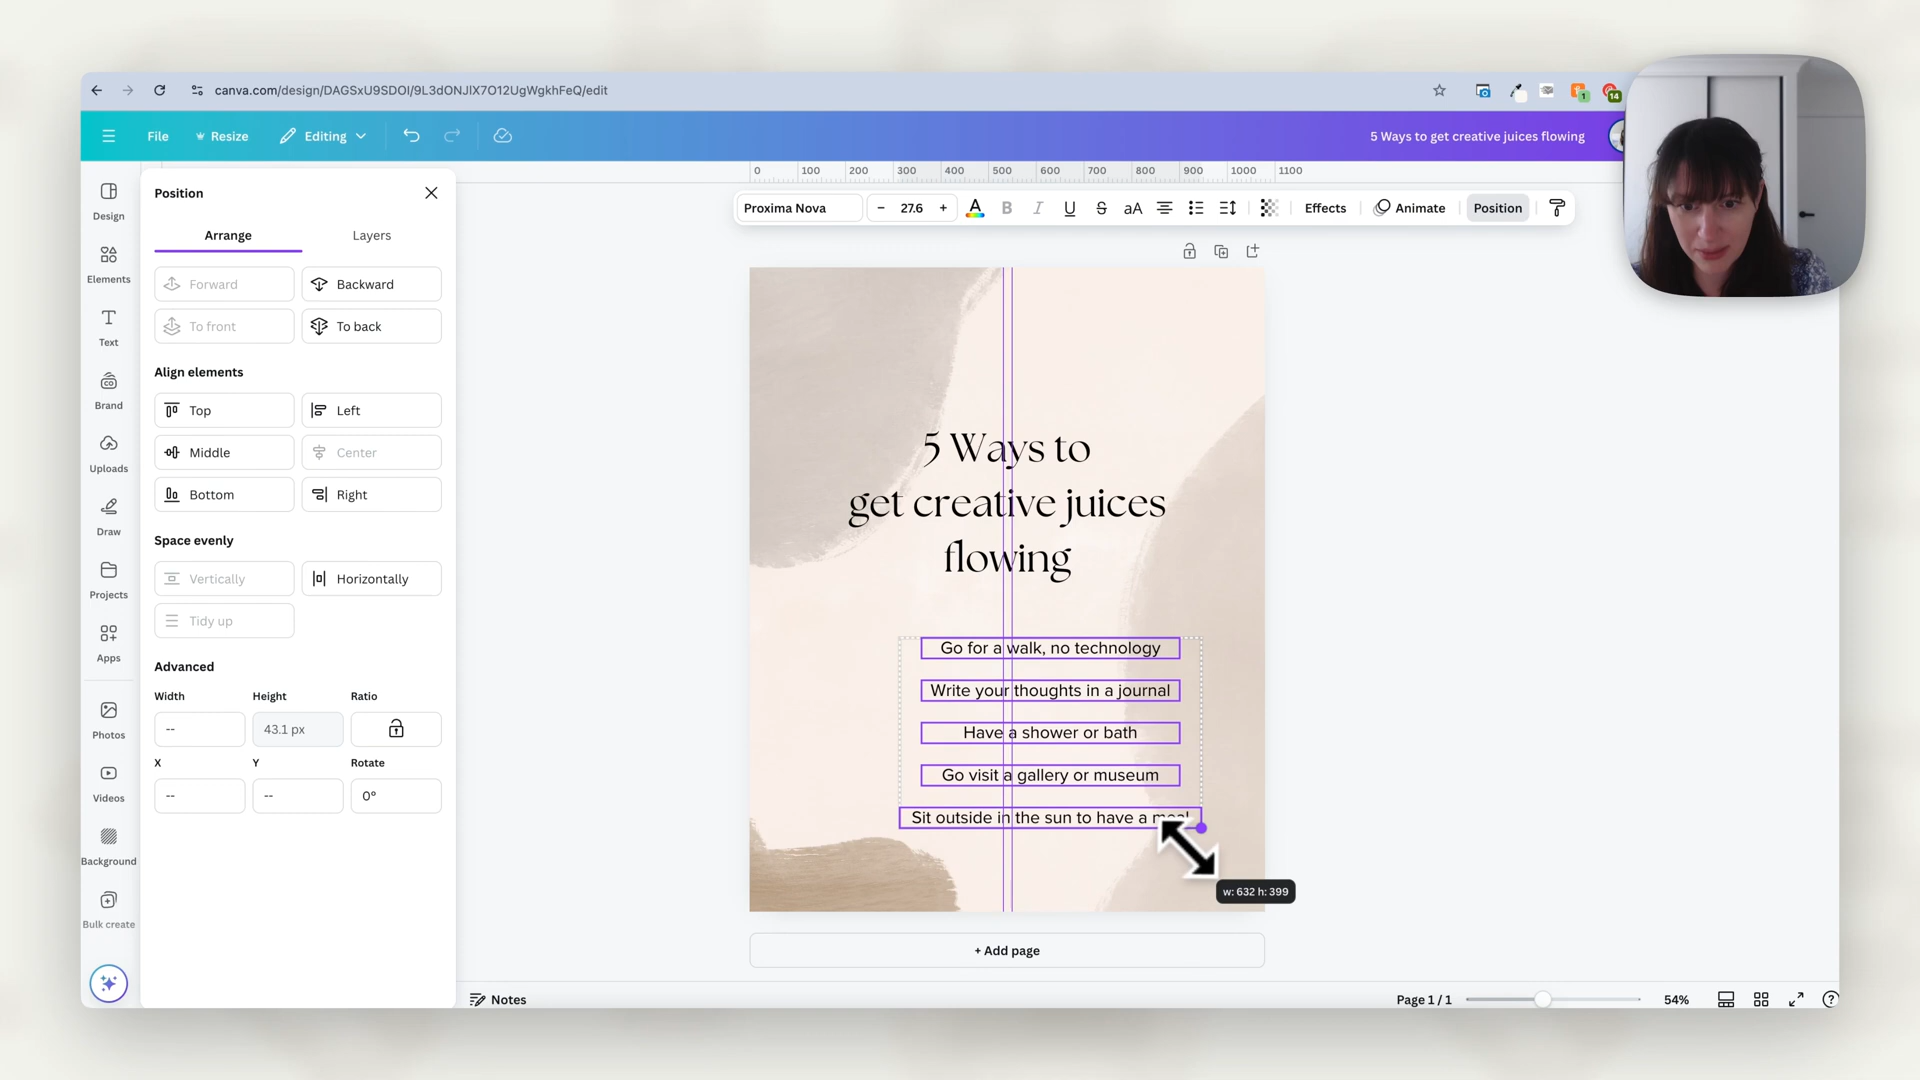 canva.com/design/DAGSxU9SDOI/9L3dONJlX7O12UgWgkhFeQ/edit
1
14
File
Resize
Editing
5 Ways to get creative juices flowing
Design
Elements
Text
Brand
Uploads
Draw
Projects
Apps
Photos
Videos
Background
Bulk create
Position
Arrange
Layers
Forward
Backward
To front
To back
Align elements
Top
Left
Middle
Center
Bottom
Right
Space evenly
Vertically
Horizontally
Tidy up
Advanced
Width
Height
Ratio
--
43.1 px
X
Y
Rotate
--
--
0°
0 100 200 300 400 500 600 700 800 900 1000 1100
Proxima Nova
− 27.6 +
A
B
I
U
S
aA
Effects
Animate
Position
5 Ways to
get creative juices
flowing
Go for a walk, no technology
Write your thoughts in a journal
Have a shower or bath
Go visit a gallery or museum
Sit outside in the sun to have a
w: 632 h: 399
+ Add page
Notes
Page 1 / 1
54%
?